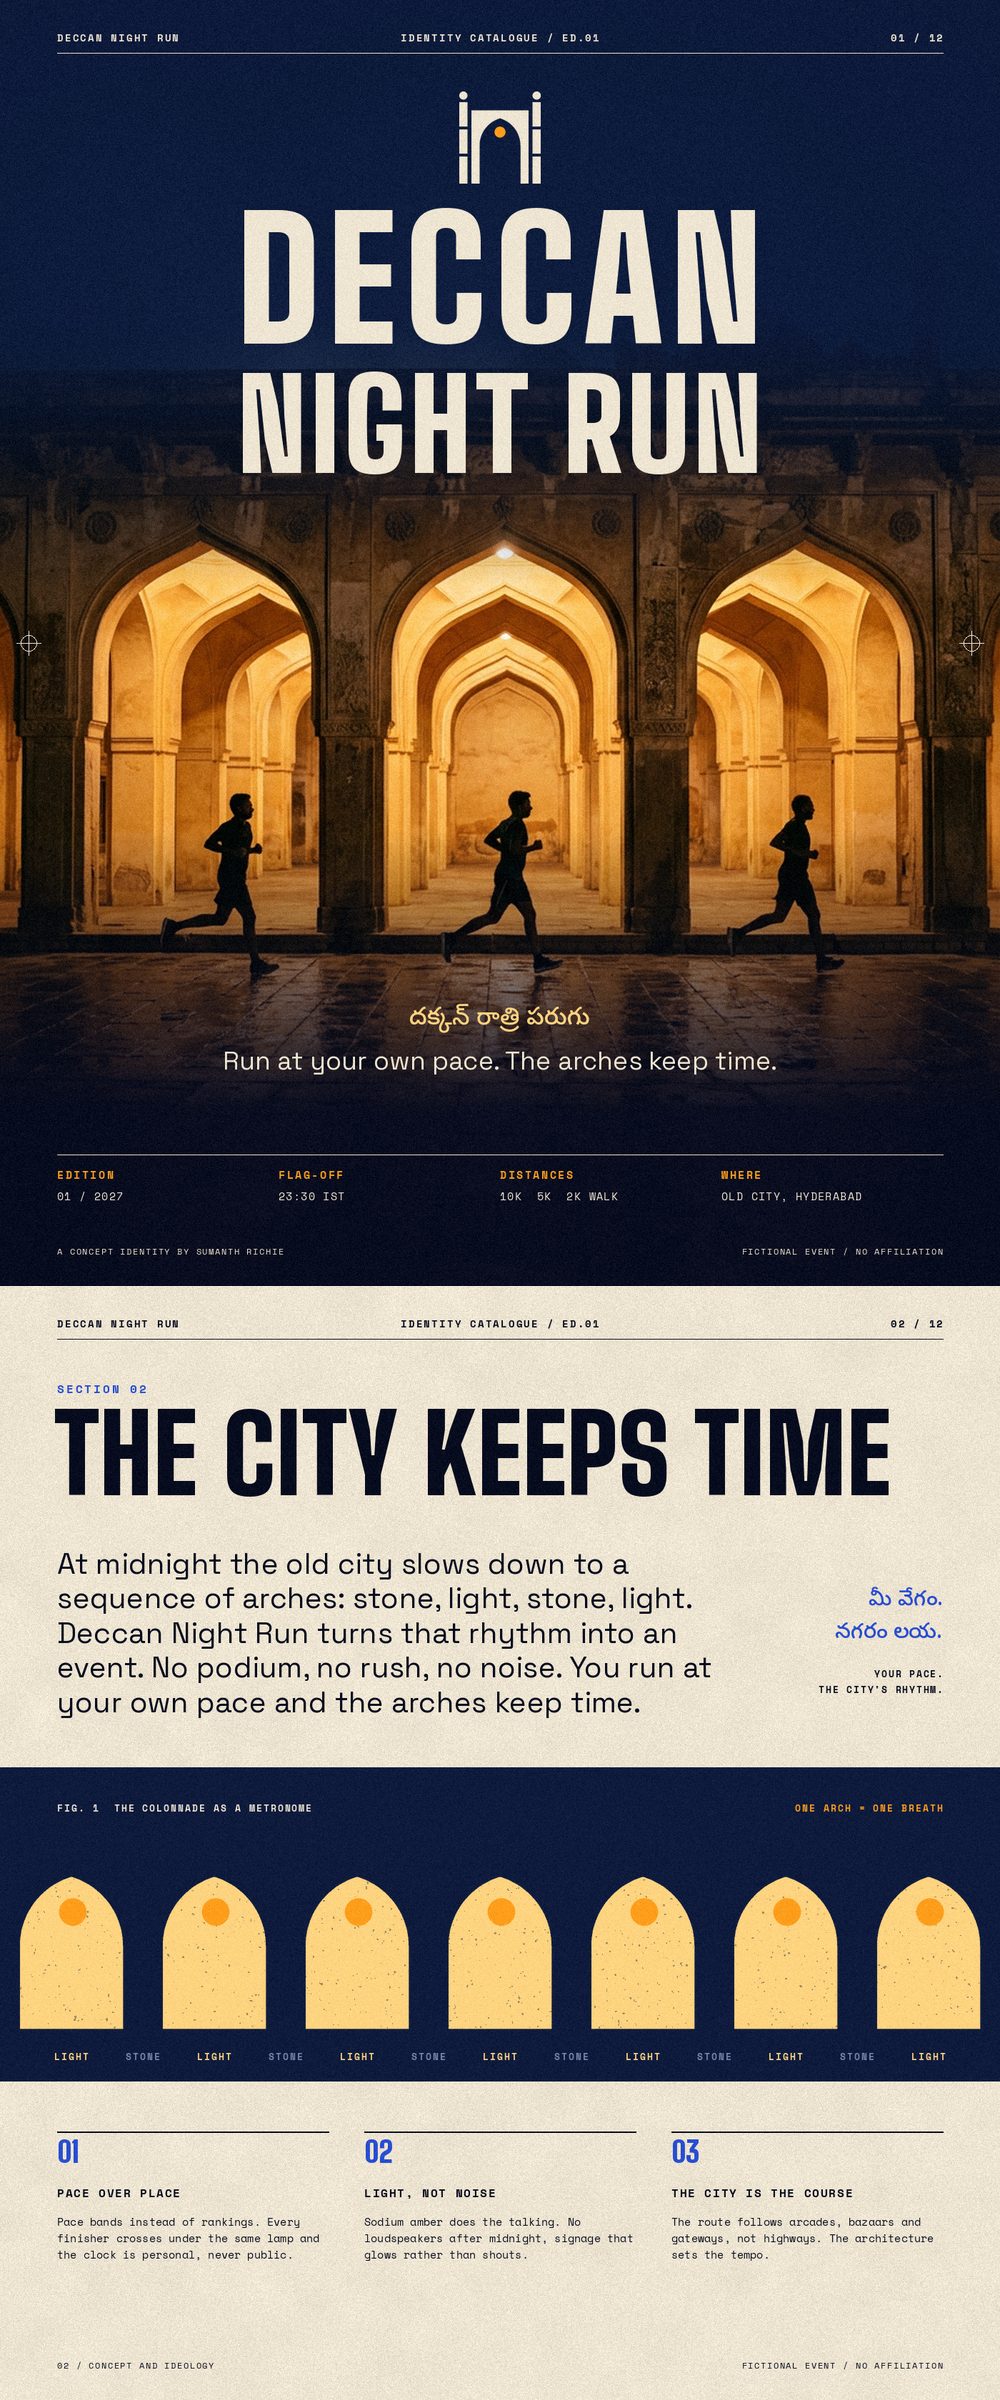 DECCAN NIGHT RUN
IDENTITY CATALOGUE / ED.01
01 / 12
DECCAN
NIGHT RUN
దక్కన్ రాత్రి పరుగు
Run at your own pace. The arches keep time.
EDITION
01 / 2027
FLAG-OFF
23:30 IST
DISTANCES
10K 5K 2K WALK
WHERE
OLD CITY, HYDERABAD
A CONCEPT IDENTITY BY SUMANTH RICHIE
FICTIONAL EVENT / NO AFFILIATION
DECCAN NIGHT RUN
IDENTITY CATALOGUE / ED.01
02 / 12
SECTION 02
THE CITY KEEPS TIME
At midnight the old city slows down to a
sequence of arches: stone, light, stone, light.
Deccan Night Run turns that rhythm into an
event. No podium, no rush, no noise. You run at
your own pace and the arches keep time.
మీ వేగం.
నగరం లయ.
YOUR PACE.
THE CITY'S RHYTHM.
FIG. 1 THE COLONNADE AS A METRONOME
ONE ARCH = ONE BREATH
LIGHT STONE LIGHT STONE LIGHT STONE LIGHT STONE LIGHT STONE LIGHT STONE LIGHT
01
PACE OVER PLACE
Pace bands instead of rankings. Every
finisher crosses under the same lamp and
the clock is personal, never public.
02
LIGHT, NOT NOISE
Sodium amber does the talking. No
loudspeakers after midnight, signage that
glows rather than shouts.
03
THE CITY IS THE COURSE
The route follows arcades, bazaars and
gateways, not highways. The architecture
sets the tempo.
02 / CONCEPT AND IDEOLOGY
FICTIONAL EVENT / NO AFFILIATION